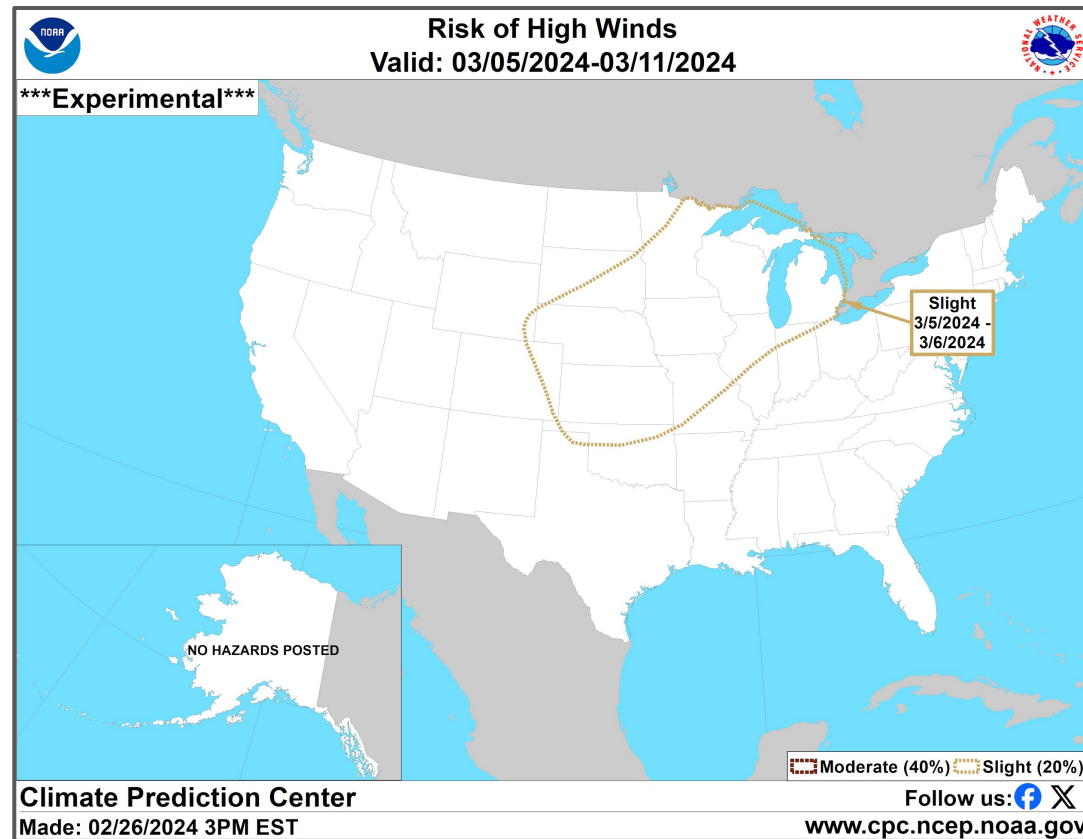 NOAA
Risk of High Winds
Valid: 03/05/2024-03/11/2024
NATIONAL WEATHER SERVICE
***Experimental***
Slight
3/5/2024 -
3/6/2024
NO HAZARDS POSTED
Moderate (40%) Slight (20%)
Climate Prediction Center
Follow us:
Made: 02/26/2024 3PM EST
www.cpc.ncep.noaa.gov